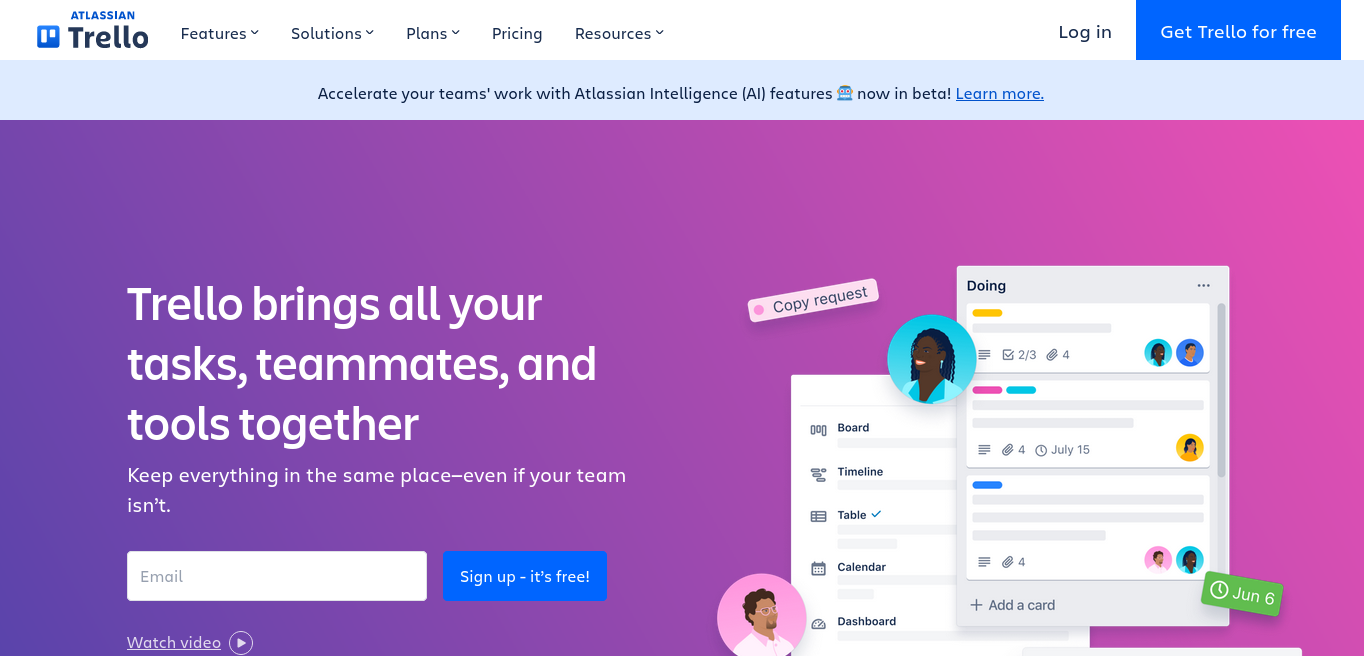 ATLASSIAN
Trello
Features
Solutions
Plans
Pricing
Resources
Log in
Get Trello for free
Accelerate your teams' work with Atlassian Intelligence (AI) features 🤖 now in beta! Learn more.
Trello brings all your
tasks, teammates, and
tools together
Keep everything in the same place—even if your team
isn't.
Email
Sign up - it's free!
Watch video
Copy request
Board
Timeline
Table
Calendar
Dashboard
Doing
2/3 4
4 July 15
4
Add a card
Jun 6